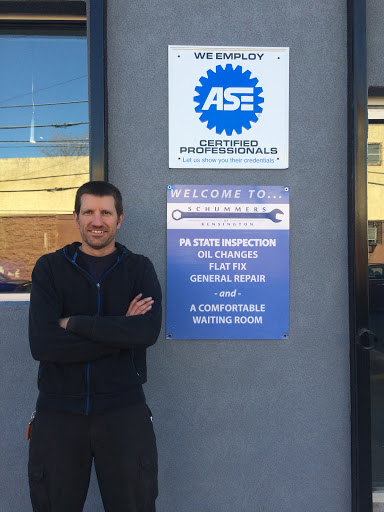 WE EMPLOY
ASE
CERTIFIED
PROFESSIONALS
Let us show you their credentials
WELCOME TO...
SCHUMMERS
OF
KENSINGTON
PA STATE INSPECTION
OIL CHANGES
FLAT FIX
GENERAL REPAIR
- and -
A COMFORTABLE
WAITING ROOM